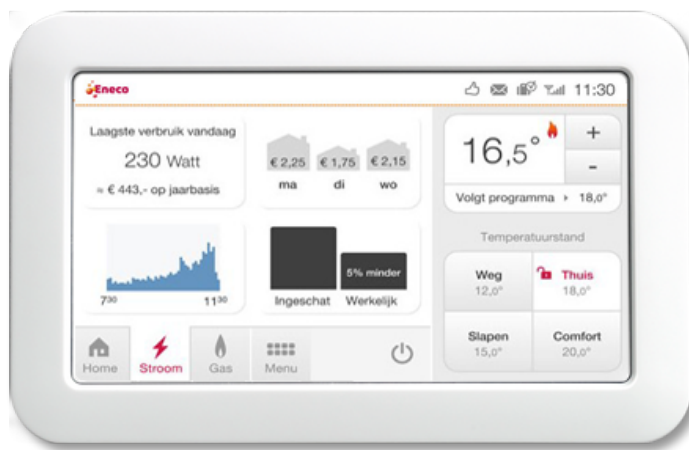 Eneco
11:30
Laagste verbruik vandaag
230 Watt
≈ € 443,- op jaarbasis
€ 2,25 € 1,75 € 2,15
ma di wo
7³⁰ 11³⁰
5% minder
Ingeschat Werkelijk
Home Stroom Gas Menu
16,5°
+
-
Volgt programma ▸ 18,0°
Temperatuurstand
Weg
12,0°
Thuis
18,0°
Slapen
15,0°
Comfort
20,0°